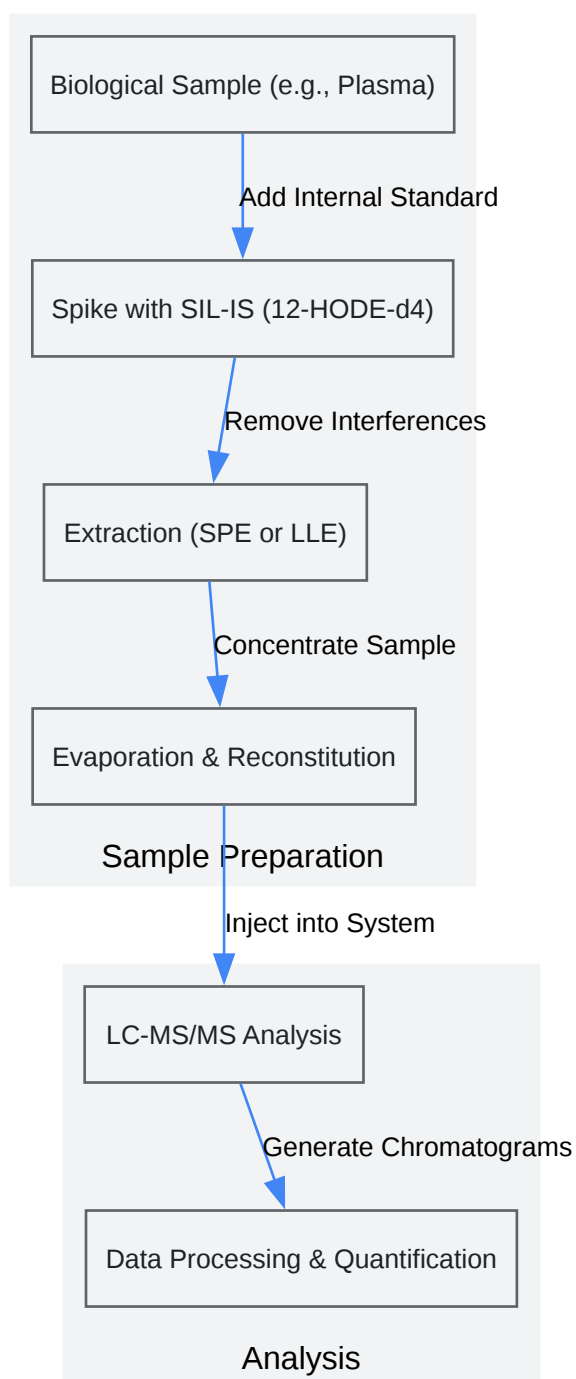 Biological Sample (e.g., Plasma)
Add Internal Standard
Spike with SIL-IS (12-HODE-d4)
Remove Interferences
Extraction (SPE or LLE)
Concentrate Sample
Evaporation & Reconstitution
Sample Preparation
Inject into System
LC-MS/MS Analysis
Generate Chromatograms
Data Processing & Quantification
Analysis